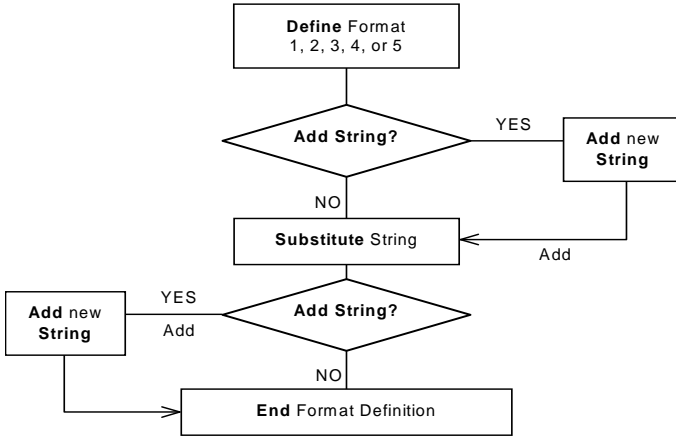 Define Format
1, 2, 3, 4, or 5
Add String?
YES
Add new
String
NO
Substitute String
Add
Add String?
YES
Add
Add new
String
NO
End Format Definition